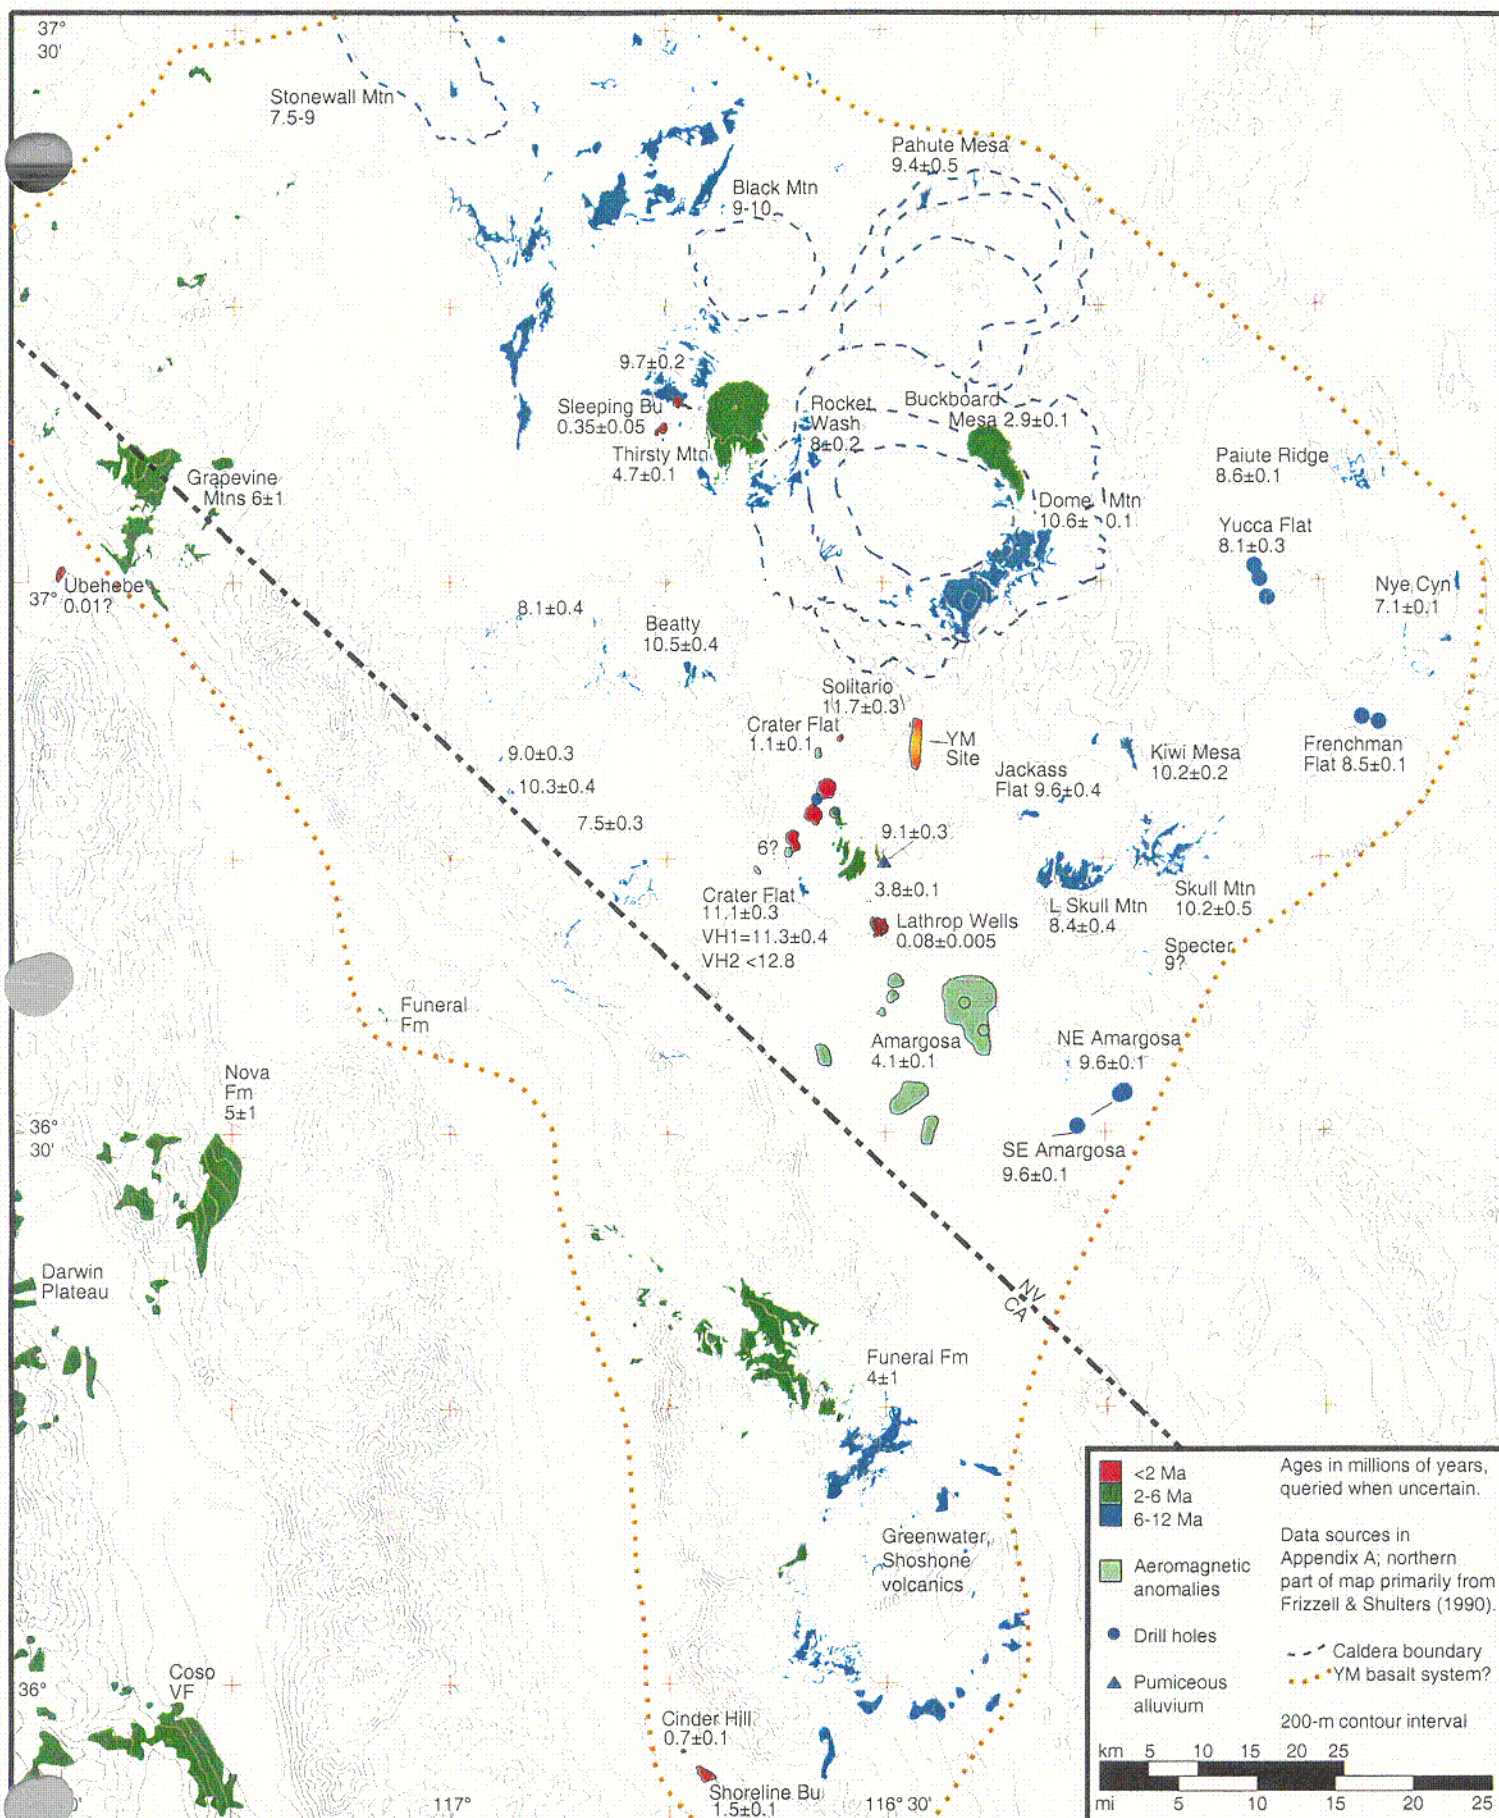 37°
30'
Stonewall Mtn
7.5-9
Pahute Mesa
9.4±0.5
Black Mtn
9-10
9.7±0.2
Sleeping Bu
0.35±0.05
Thirsty Mtn
4.7±0.1
Rocket
Wash
8±0.2
Buckboard
Mesa 2.9±0.1
Paiute Ridge
8.6±0.1
Grapevine
Mtns 6±1
Dome Mtn
10.6± 0.1
Yucca Flat
8.1±0.3
Ubehebe
0.01?
37°
8.1±0.4
Beatty
10.5±0.4
Nye Cyn
7.1±0.1
Solitario
11.7±0.3
Crater Flat
1.1±0.1
YM
Site
9.0±0.3
10.3±0.4
7.5±0.3
Jackass
Flat 9.6±0.4
Kiwi Mesa
10.2±0.2
Frenchman
Flat 8.5±0.1
9.1±0.3
6?
3.8±0.1
Crater Flat
11.1±0.3
VH1=11.3±0.4
VH2 <12.8
Lathrop Wells
0.08±0.005
L Skull Mtn
8.4±0.4
Skull Mtn
10.2±0.5
Specter
9?
Funeral
Fm
Amargosa
4.1±0.1
NE Amargosa
9.6±0.1
Nova
Fm
5±1
36°
30'
SE Amargosa
9.6±0.1
Darwin
Plateau
NV
CA
Funeral Fm
4±1
Greenwater,
Shoshone
volcanics
36°
Coso
VF
Cinder Hill
0.7±0.1
Shoreline Bu
1.5±0.1
0'
117°
116°30'
<2 Ma
2-6 Ma
6-12 Ma
Aeromagnetic
anomalies
Drill holes
Pumiceous
alluvium
Ages in millions of years,
queried when uncertain.
Data sources in
Appendix A; northern
part of map primarily from
Frizzell & Shulters (1990).
Caldera boundary
YM basalt system?
200-m contour interval
km 5 10 15 20 25
mi 5 10 15 20 25